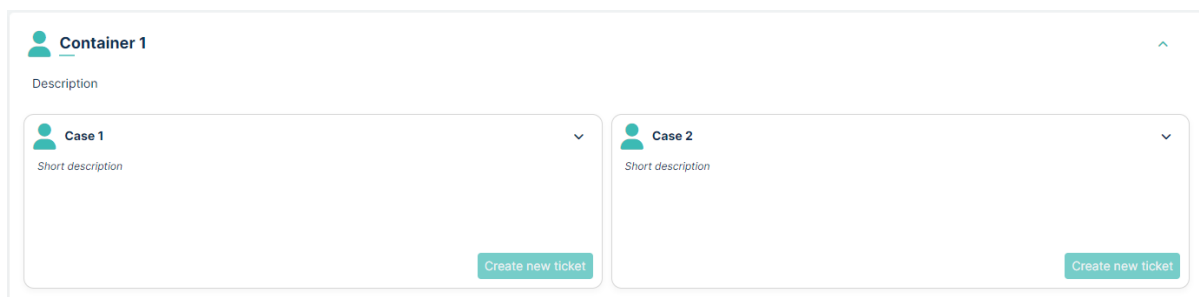 Container 1
Description
Case 1
Short description
Create new ticket
Case 2
Short description
Create new ticket